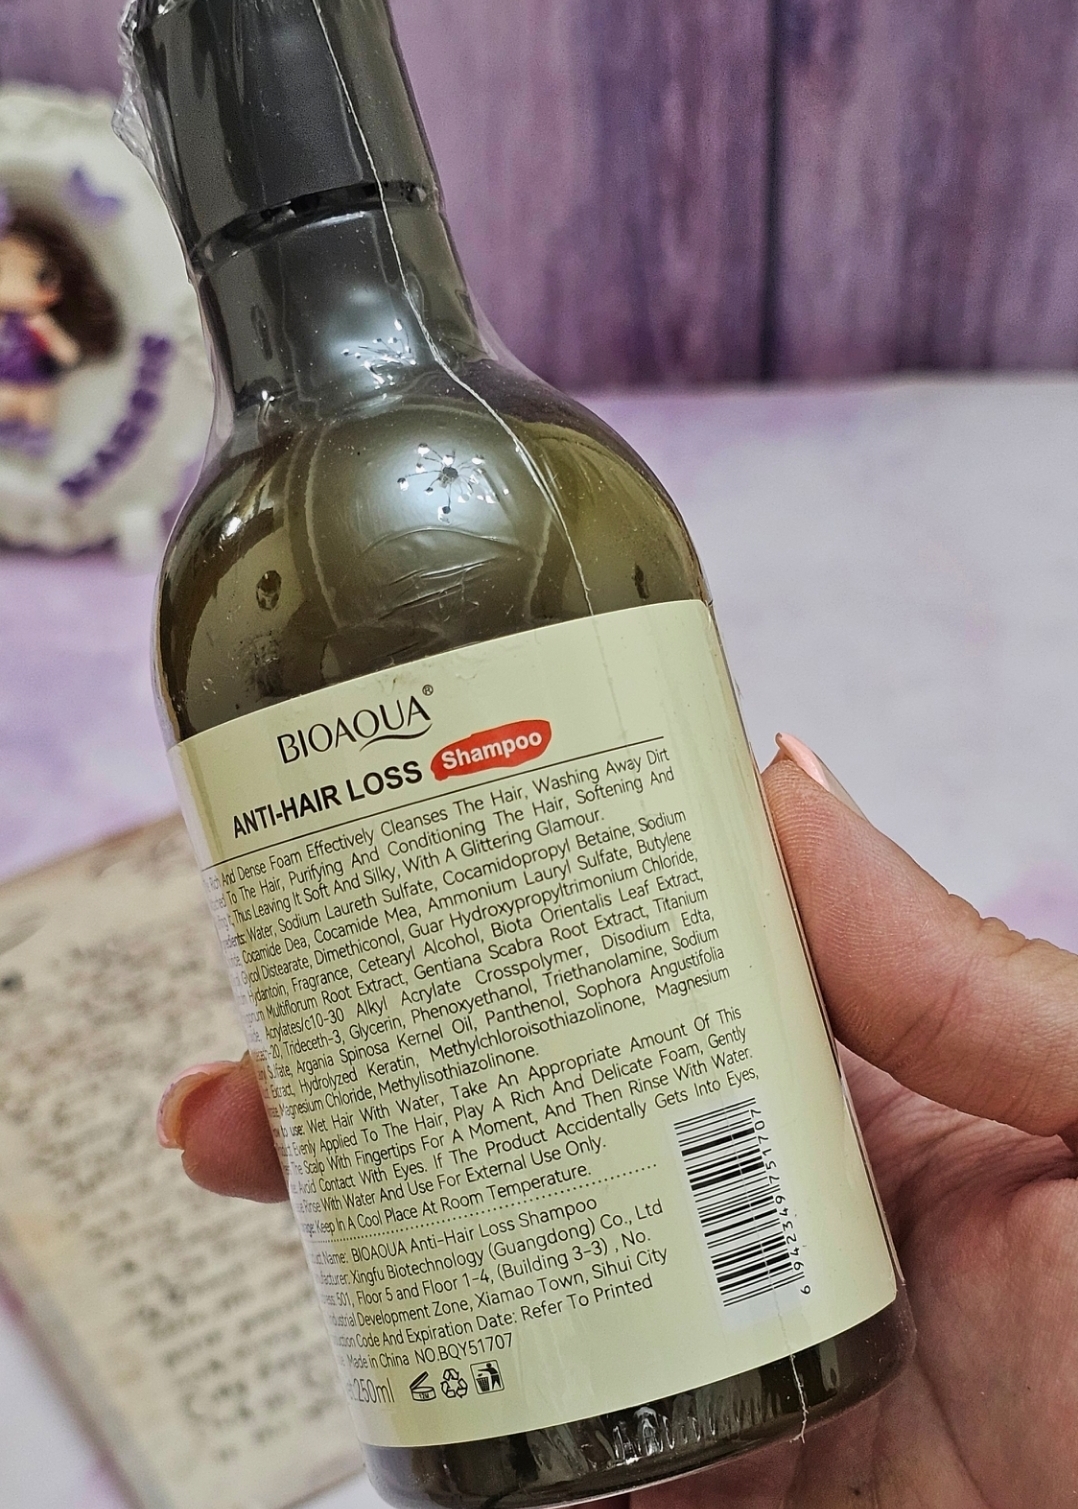 BIOAQUA®
ANTI-HAIR LOSS Shampoo
And Dense Foam Effectively Cleanses The Hair, Washing Away Dirt
To The Hair, Purifying And Conditioning The Hair, Softening And
Thus Leaving It Soft And Silky, With A Glittering Glamour.
Water, Sodium Laureth Sulfate, Cocamidopropyl Betaine, Sodium
Cocamide Dea, Cocamide Mea, Ammonium Lauryl Sulfate, Butylene
Glycol Distearate, Dimethiconol, Guar Hydroxypropyltrimonium Chloride,
Hydantoin, Fragrance, Cetearyl Alcohol, Biota Orientalis Leaf Extract,
Multiflorum Root Extract, Gentiana Scabra Root Extract, Titanium
Acrylates/c10-30 Alkyl Acrylate Crosspolymer, Disodium Edta,
Trideceth-3, Glycerin, Phenoxyethanol, Triethanolamine, Sodium
Sulfate, Argania Spinosa Kernel Oil, Panthenol, Sophora Angustifolia
Extract, Hydrolyzed Keratin, Methylchloroisothiazolinone, Magnesium
Magnesium Chloride, Methylisothiazolinone.
to use: Wet Hair With Water, Take An Appropriate Amount Of This
Evenly Applied To The Hair, Play A Rich And Delicate Foam, Gently
The Scalp With Fingertips For A Moment, And Then Rinse With Water.
Avoid Contact With Eyes. If The Product Accidentally Gets Into Eyes,
Rinse With Water And Use For External Use Only.
Keep In A Cool Place At Room Temperature.
Name: BIOAQUA Anti-Hair Loss Shampoo
Xingfu Biotechnology (Guangdong) Co., Ltd
501, Floor 5 and Floor 1-4, (Building 3-3) , No.
Development Zone, Xiamao Town, Sihui City
Code And Expiration Date: Refer To Printed
Made in China NO.BQY51707
250ml
6 942349 751707